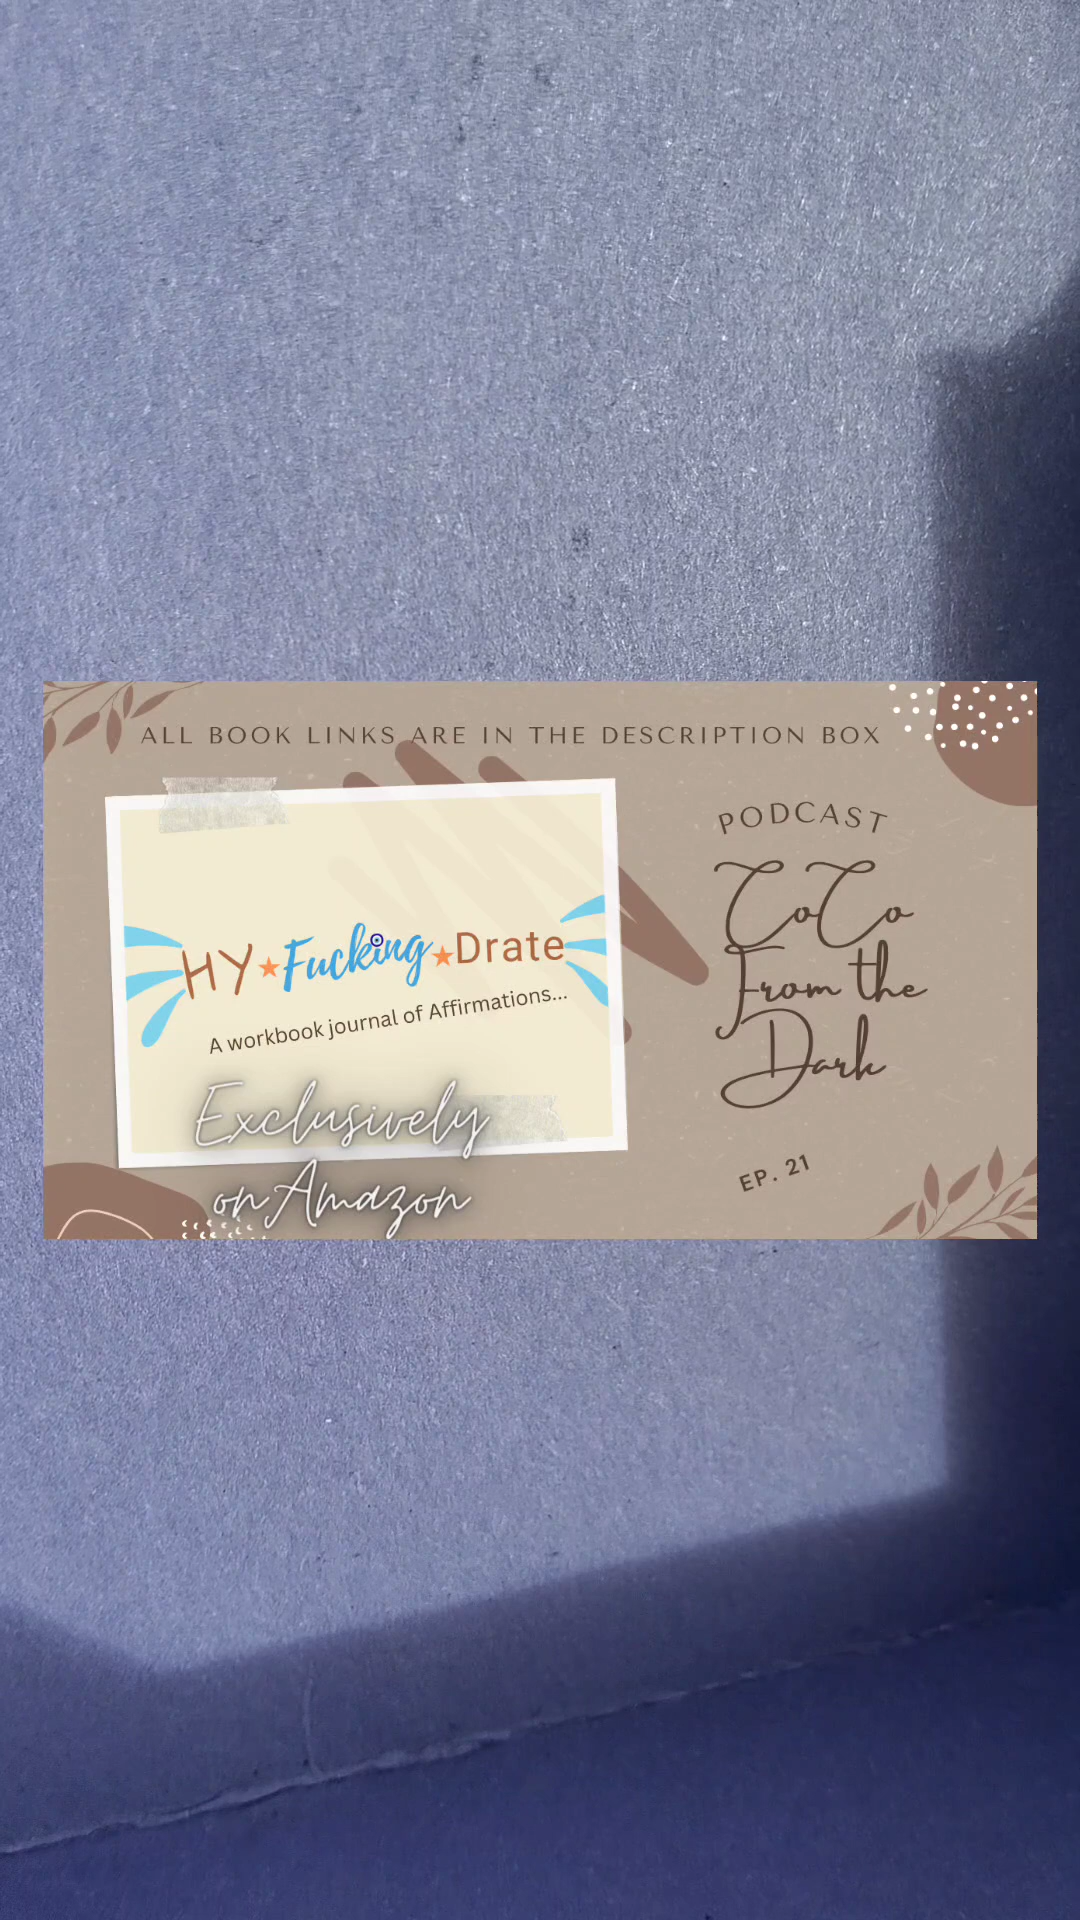 ALL BOOK LINKS ARE IN THE DESCRIPTION BOX
HY★Fucking★Drate
A workbook journal of Affirmations...
Exclusively
on Amazon
PODCAST
CoCo
From the
Dark
EP. 21